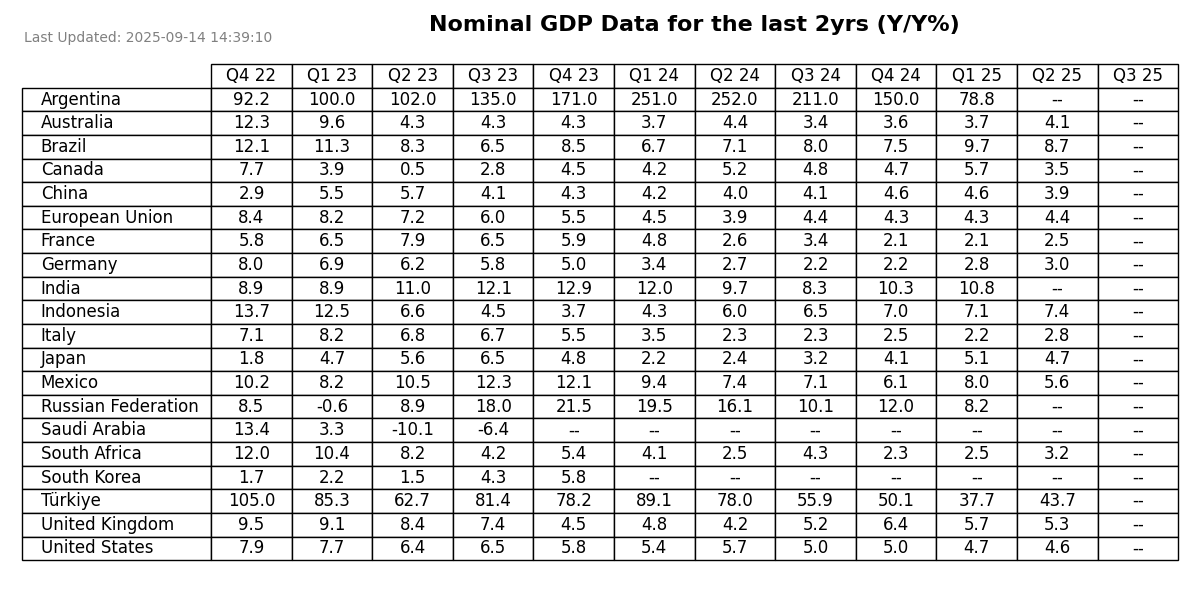 Nominal GDP Data for the last 2yrs (Y/Y%)
Last Updated: 2025-09-14 14:39:10
Q4 22 Q1 23 Q2 23 Q3 23 Q4 23 Q1 24 Q2 24 Q3 24 Q4 24 Q1 25 Q2 25 Q3 25
Argentina 92.2 100.0 102.0 135.0 171.0 251.0 252.0 211.0 150.0 78.8 -- --
Australia 12.3 9.6 4.3 4.3 4.3 3.7 4.4 3.4 3.6 3.7 4.1 --
Brazil 12.1 11.3 8.3 6.5 8.5 6.7 7.1 8.0 7.5 9.7 8.7 --
Canada 7.7 3.9 0.5 2.8 4.5 4.2 5.2 4.8 4.7 5.7 3.5 --
China 2.9 5.5 5.7 4.1 4.3 4.2 4.0 4.1 4.6 4.6 3.9 --
European Union 8.4 8.2 7.2 6.0 5.5 4.5 3.9 4.4 4.3 4.3 4.4 --
France 5.8 6.5 7.9 6.5 5.9 4.8 2.6 3.4 2.1 2.1 2.5 --
Germany 8.0 6.9 6.2 5.8 5.0 3.4 2.7 2.2 2.2 2.8 3.0 --
India 8.9 8.9 11.0 12.1 12.9 12.0 9.7 8.3 10.3 10.8 -- --
Indonesia 13.7 12.5 6.6 4.5 3.7 4.3 6.0 6.5 7.0 7.1 7.4 --
Italy 7.1 8.2 6.8 6.7 5.5 3.5 2.3 2.3 2.5 2.2 2.8 --
Japan 1.8 4.7 5.6 6.5 4.8 2.2 2.4 3.2 4.1 5.1 4.7 --
Mexico 10.2 8.2 10.5 12.3 12.1 9.4 7.4 7.1 6.1 8.0 5.6 --
Russian Federation 8.5 -0.6 8.9 18.0 21.5 19.5 16.1 10.1 12.0 8.2 -- --
Saudi Arabia 13.4 3.3 -10.1 -6.4 -- -- -- -- -- -- -- --
South Africa 12.0 10.4 8.2 4.2 5.4 4.1 2.5 4.3 2.3 2.5 3.2 --
South Korea 1.7 2.2 1.5 4.3 5.8 -- -- -- -- -- -- --
Türkiye 105.0 85.3 62.7 81.4 78.2 89.1 78.0 55.9 50.1 37.7 43.7 --
United Kingdom 9.5 9.1 8.4 7.4 4.5 4.8 4.2 5.2 6.4 5.7 5.3 --
United States 7.9 7.7 6.4 6.5 5.8 5.4 5.7 5.0 5.0 4.7 4.6 --